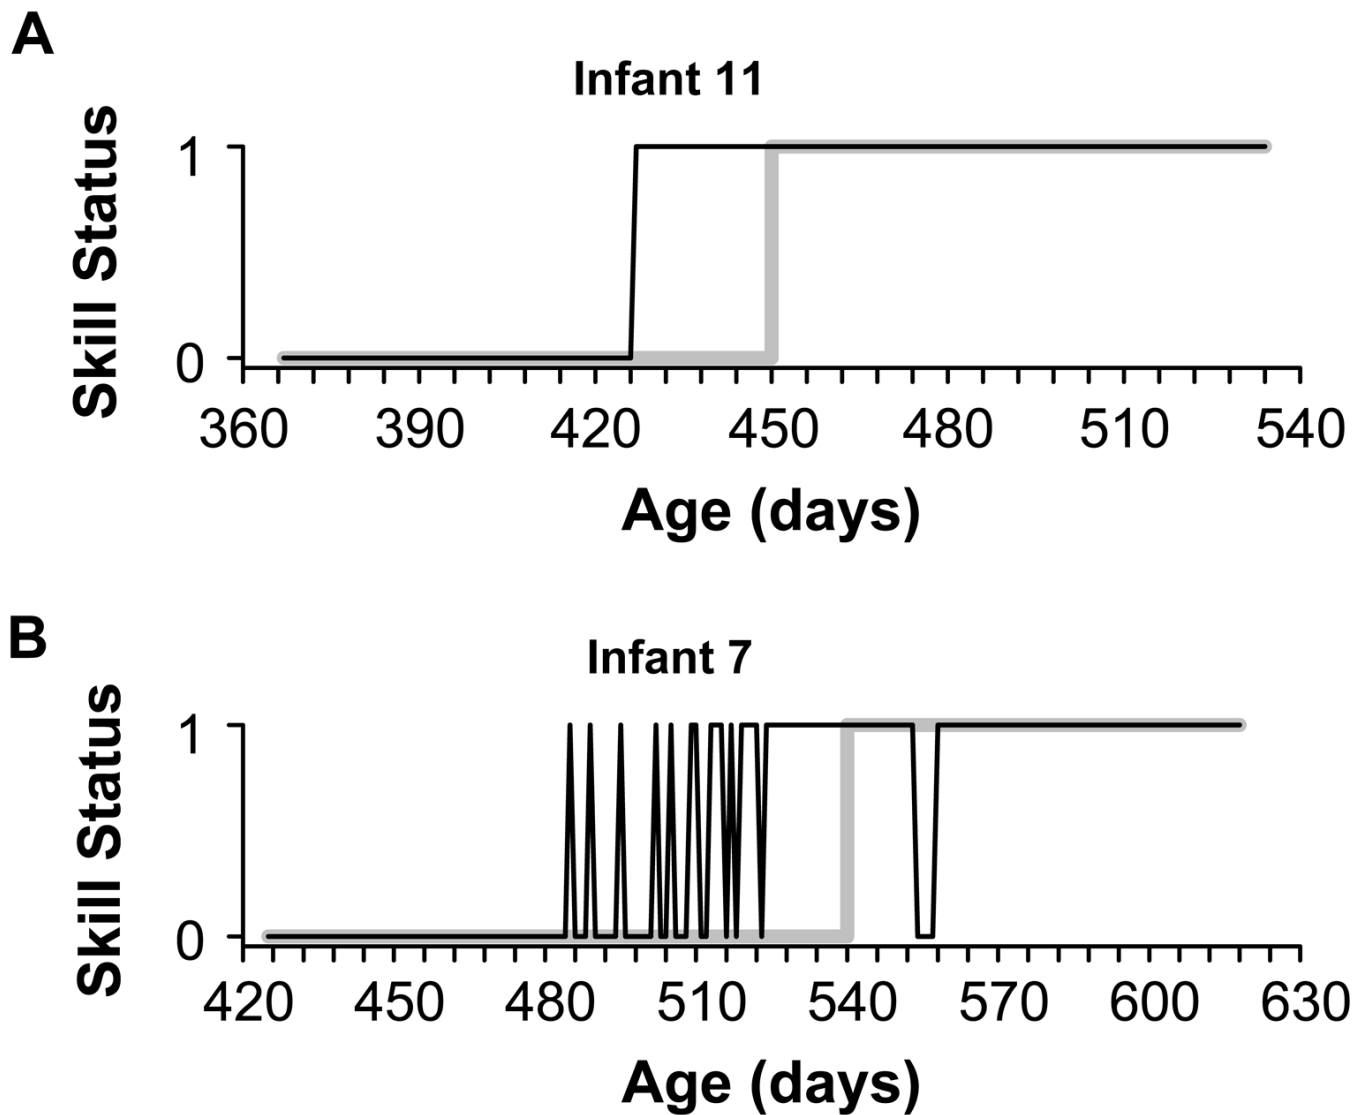 A
Infant 11
Skill Status
1
0
360 390 420 450 480 510 540
Age (days)
B
Infant 7
Skill Status
1
0
420 450 480 510 540 570 600 630
Age (days)